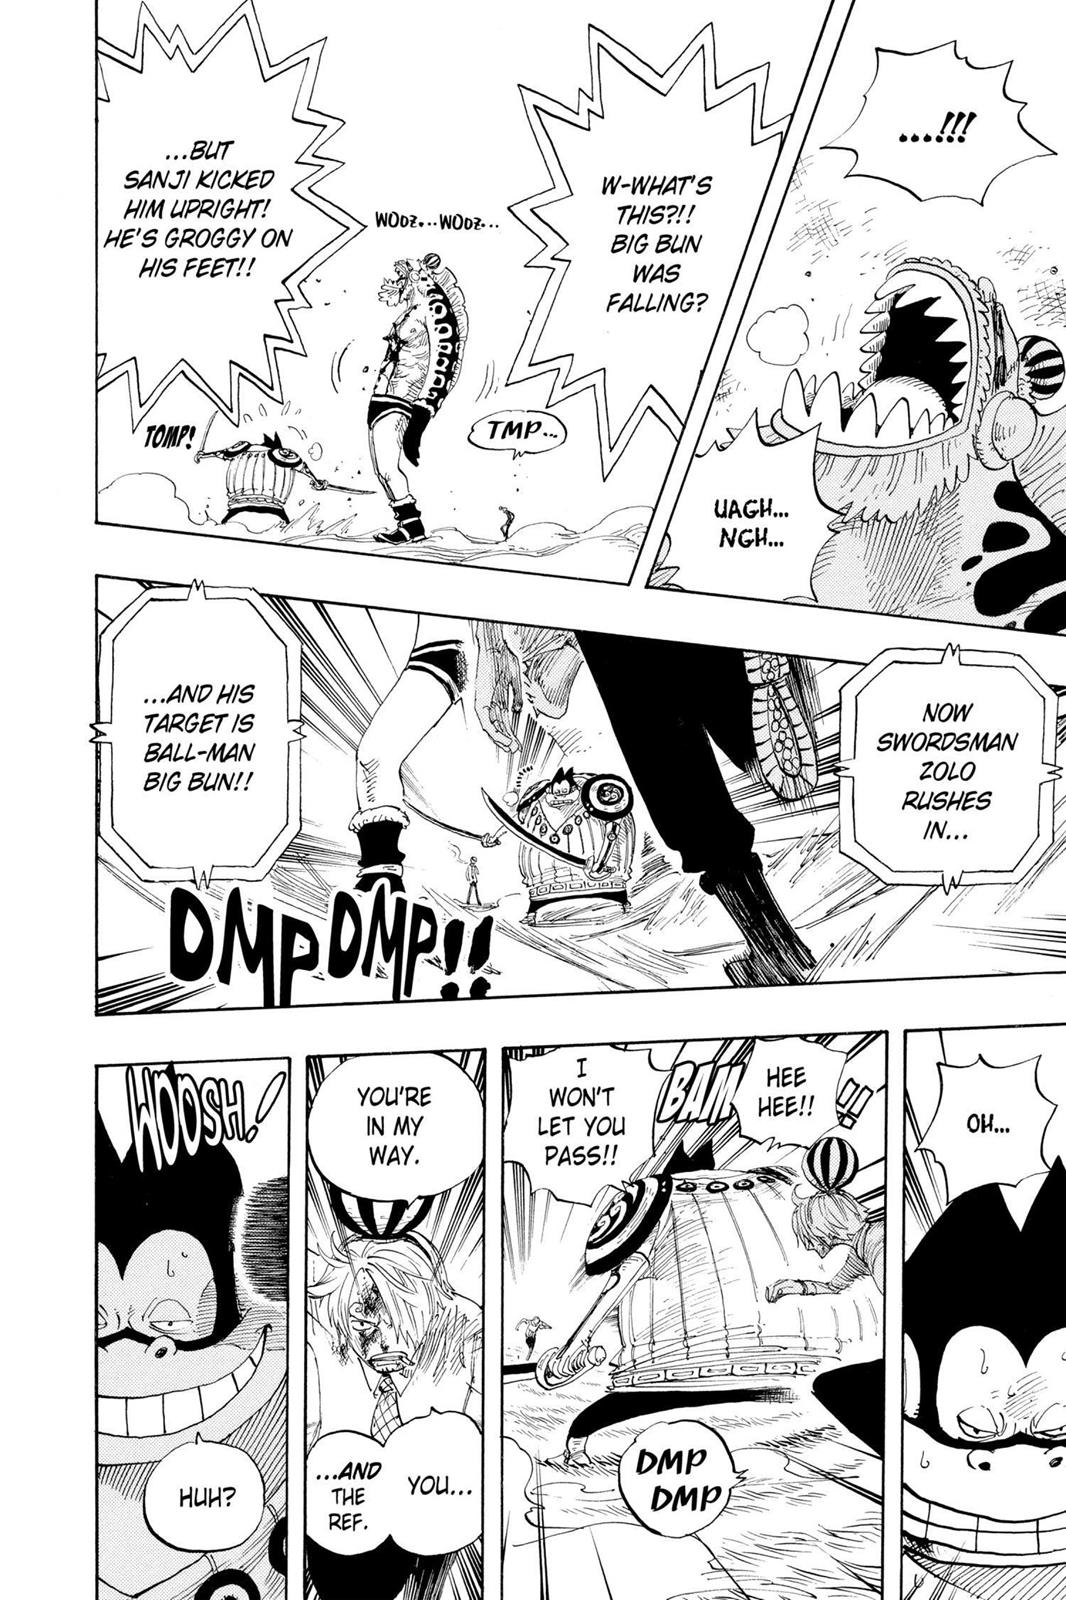 ....!!!
UAGH...
NGH...
W-WHAT'S
THIS?!!
BIG BUN
WAS
FALLING?
TMP...
WOOZ...WOOZ...
...BUT
SANJI KICKED
HIM UPRIGHT!
HE'S GROGGY ON
HIS FEET!!
TOMP!
NOW
SWORDSMAN
ZOLO
RUSHES
IN...
...AND HIS
TARGET IS
BALL-MAN
BIG BUN!!
DMP DMP!!
OH...
HEE
HEE!!
!!
BAM
I
WON'T
LET YOU
PASS!!
DMP
DMP
YOU'RE
IN MY
WAY.
YOU...
...AND
THE
REF.
WOOSH!
HUH?